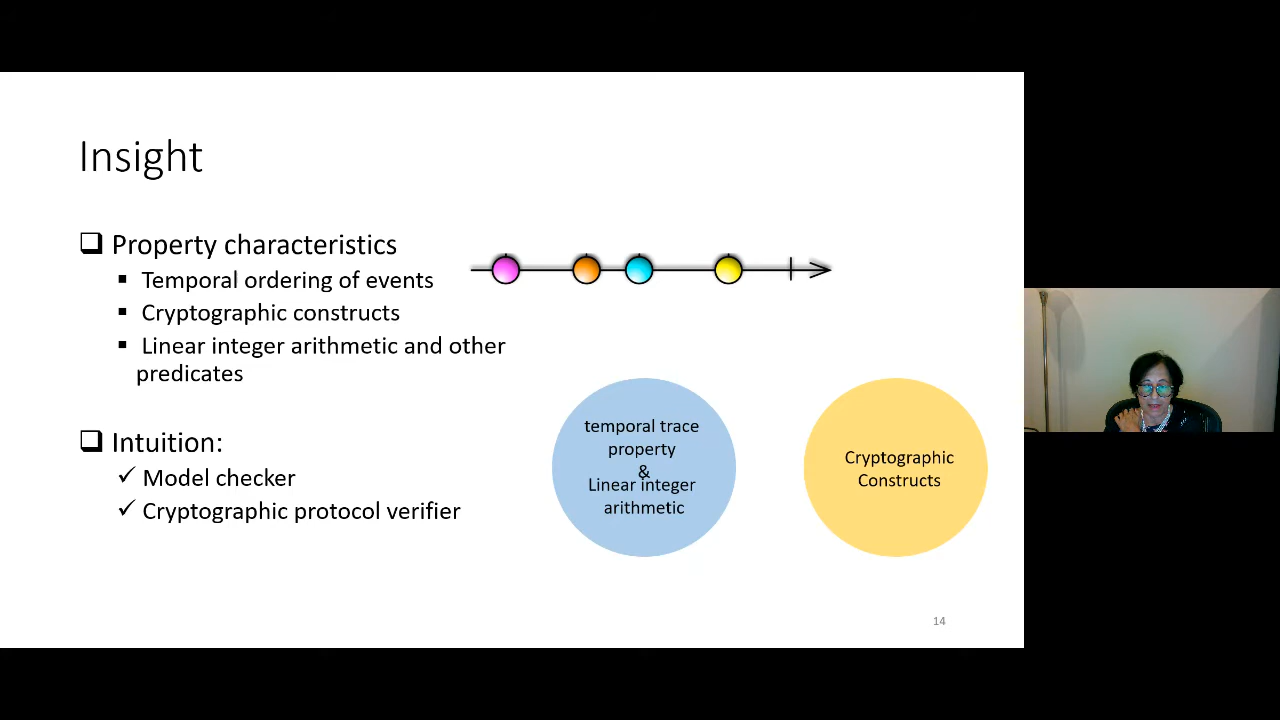 Insight
Property characteristics
Temporal ordering of events
Cryptographic constructs
Linear integer arithmetic and other
predicates
Intuition:
Model checker
Cryptographic protocol verifier
temporal trace
property
&
Linear integer
arithmetic
Cryptographic
Constructs
14